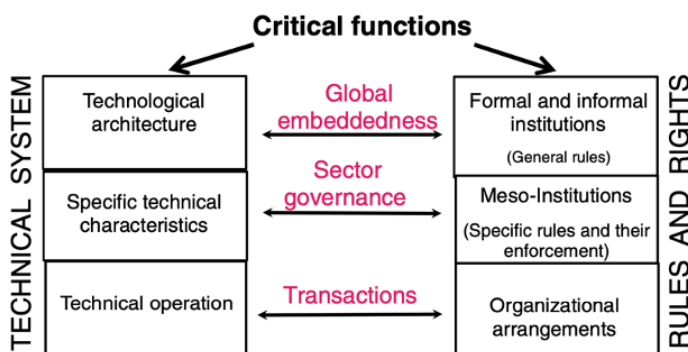 Critical functions
TECHNICAL SYSTEM
Technological
architecture
Global
embeddedness
Formal and informal
institutions
(General rules)
Specific technical
characteristics
Sector
governance
Meso-Institutions
(Specific rules and their
enforcement)
Technical operation
Transactions
Organizational
arrangements
RULES AND RIGHTS